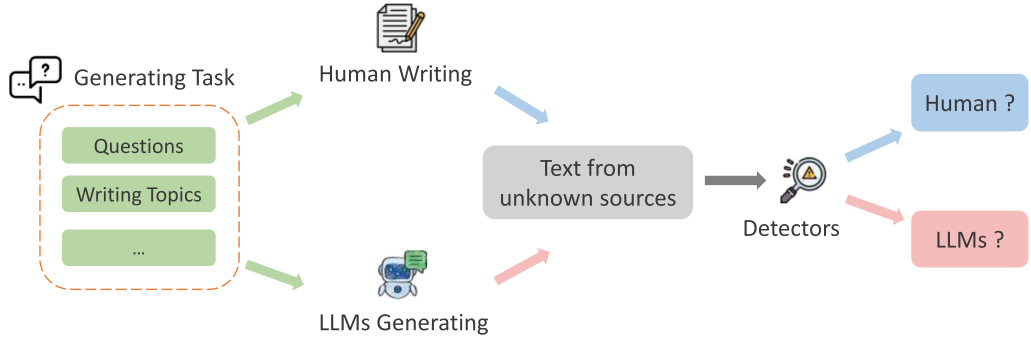 Generating Task
Questions
Writing Topics
...
Human Writing
LLMs Generating
Text from
unknown sources
Detectors
Human ?
LLMs ?